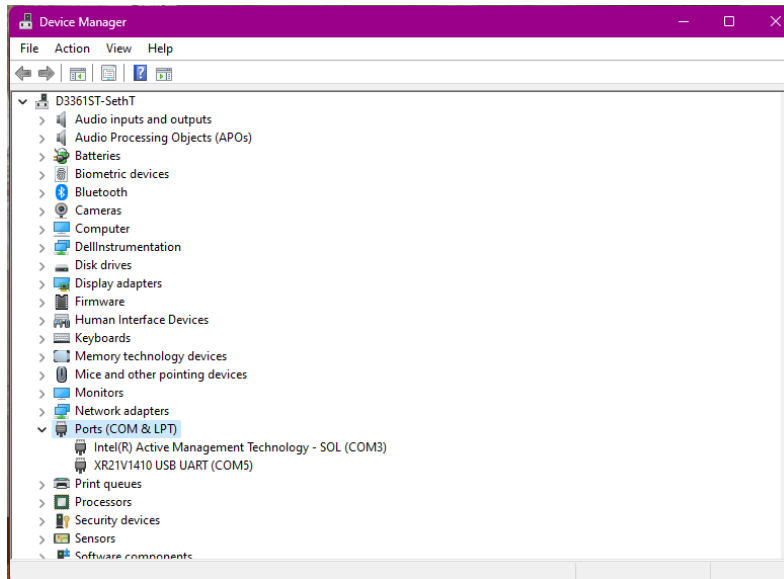 Device Manager
File Action View Help
D3361ST-SethT
Audio inputs and outputs
Audio Processing Objects (APOs)
Batteries
Biometric devices
Bluetooth
Cameras
Computer
DellInstrumentation
Disk drives
Display adapters
Firmware
Human Interface Devices
Keyboards
Memory technology devices
Mice and other pointing devices
Monitors
Network adapters
Ports (COM & LPT)
Intel(R) Active Management Technology - SOL (COM3)
XR21V1410 USB UART (COM5)
Print queues
Processors
Security devices
Sensors
Software components